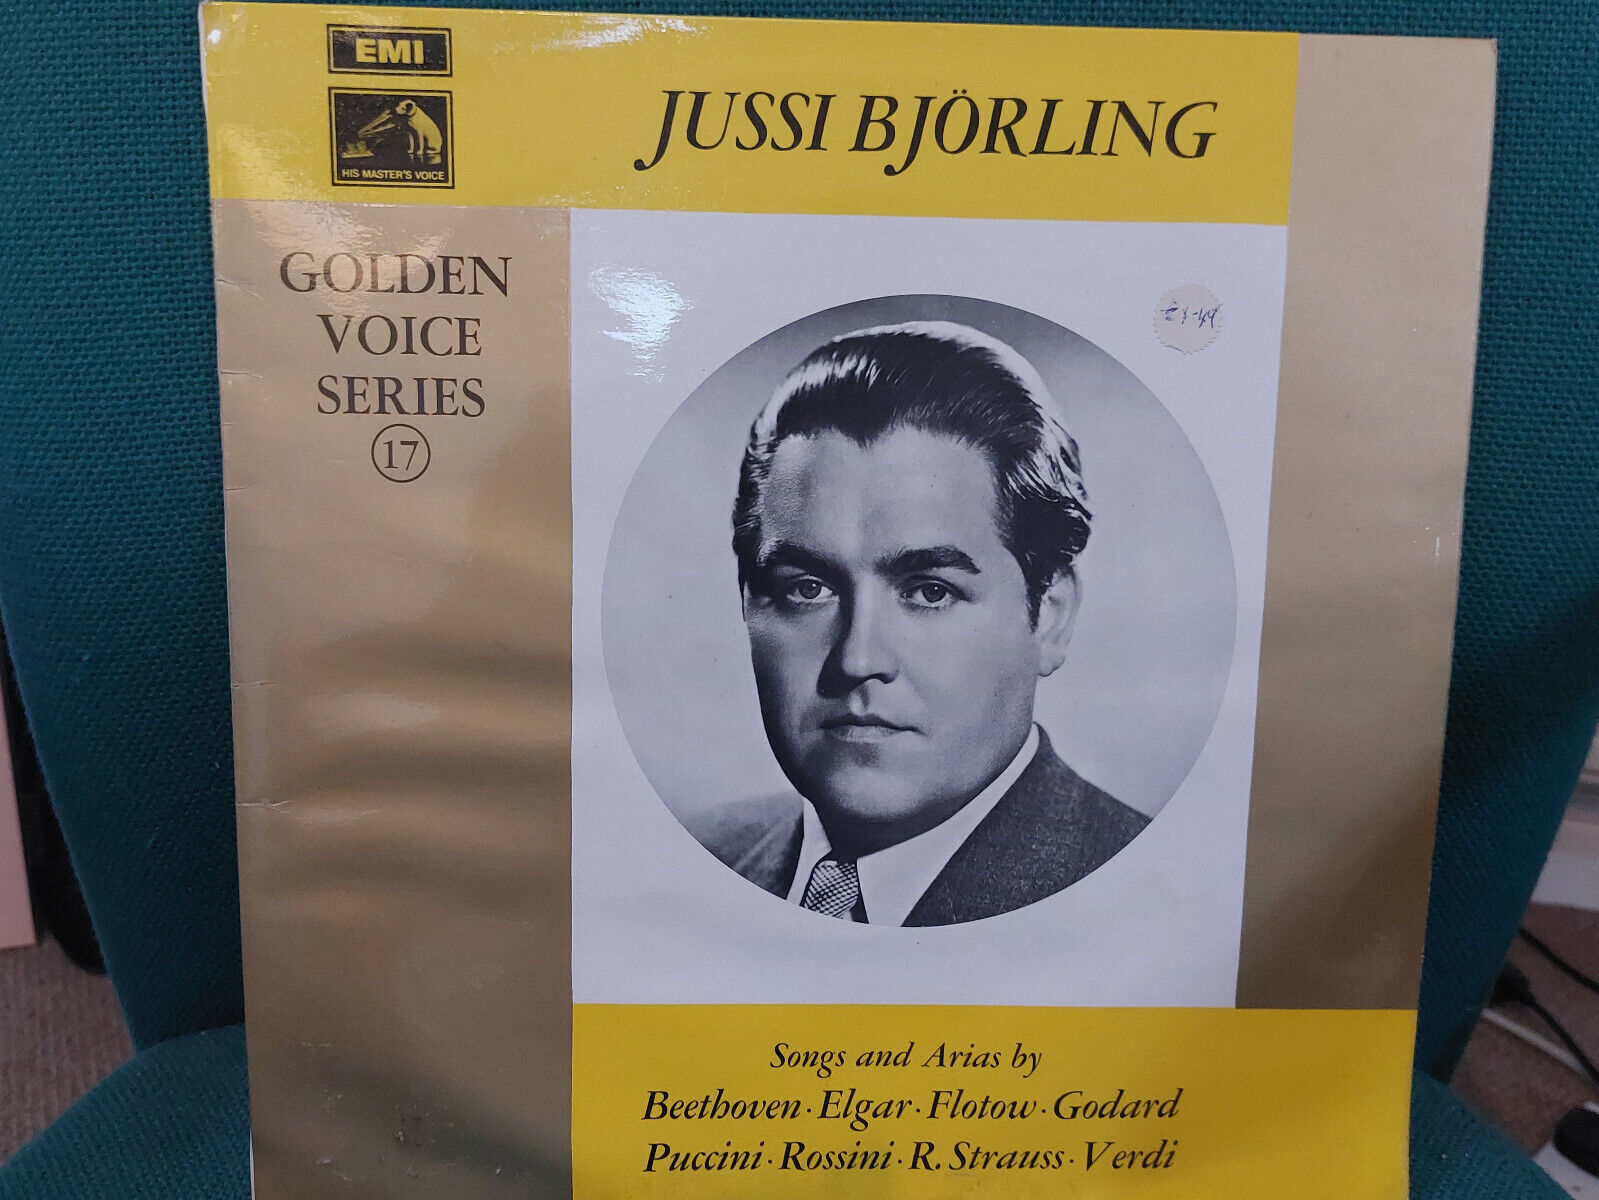 EMI
HIS MASTER'S VOICE
JUSSI BJÖRLING
GOLDEN
VOICE
SERIES
17
Songs and Arias by
Beethoven · Elgar · Flotow · Godard
Puccini · Rossini · R. Strauss · Verdi